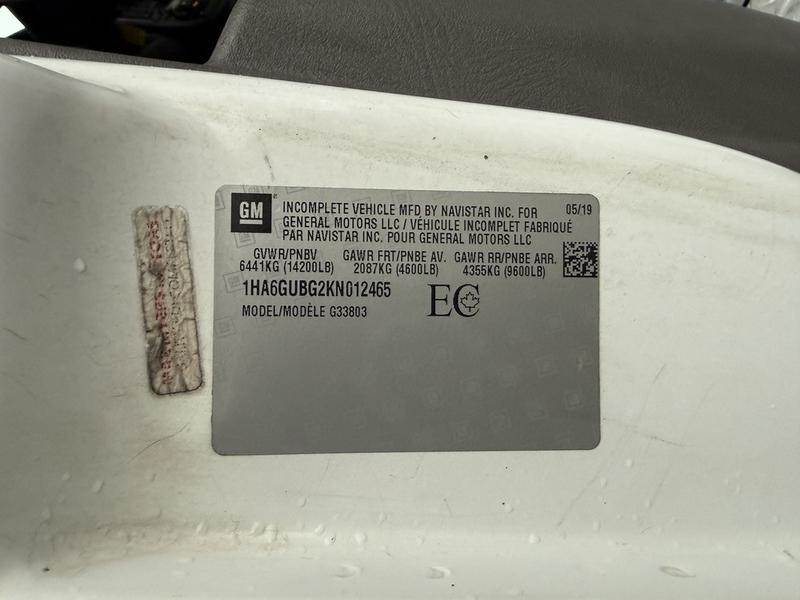 GM
INCOMPLETE VEHICLE MFD BY NAVISTAR INC. FOR
GENERAL MOTORS LLC / VÉHICULE INCOMPLET FABRIQUÉ
PAR NAVISTAR INC. POUR GENERAL MOTORS LLC
05/19
GVWR/PNBV GAWR FRT/PNBE AV. GAWR RR/PNBE ARR.
6441KG (14200LB) 2087KG (4600LB) 4355KG (9600LB)
1HA6GUBG2KN012465
EC
MODEL/MODÈLE G33803